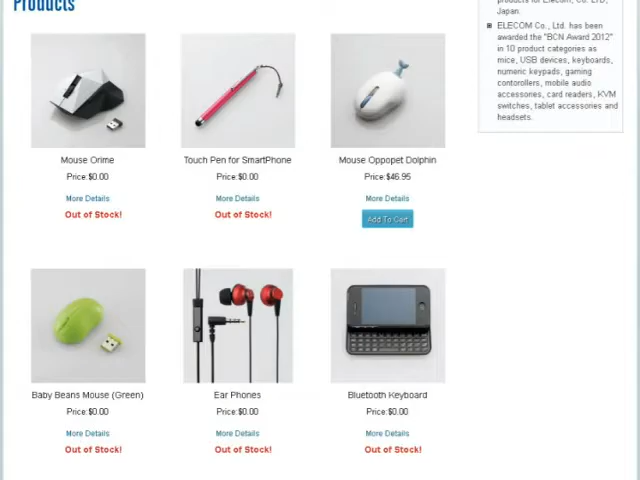 Products
products for Elecom, Co. LTD,
Japan.
ELECOM Co., Ltd. has been
awarded the "BCN Award 2012"
in 10 product categories as
mice, USB devices, keyboards,
numeric keypads, gaming
contorollers, mobile audio
accessories, card readers, KVM
switches, tablet accessories and
headsets.
Mouse Orime
Price:$0.00
More Details
Out of Stock!
Touch Pen for SmartPhone
Price:$0.00
More Details
Out of Stock!
Mouse Oppopet Dolphin
Price:$46.95
More Details
Add To Cart
Baby Beans Mouse (Green)
Price:$0.00
More Details
Out of Stock!
Ear Phones
Price:$0.00
More Details
Out of Stock!
Bluetooth Keyboard
Price:$0.00
More Details
Out of Stock!